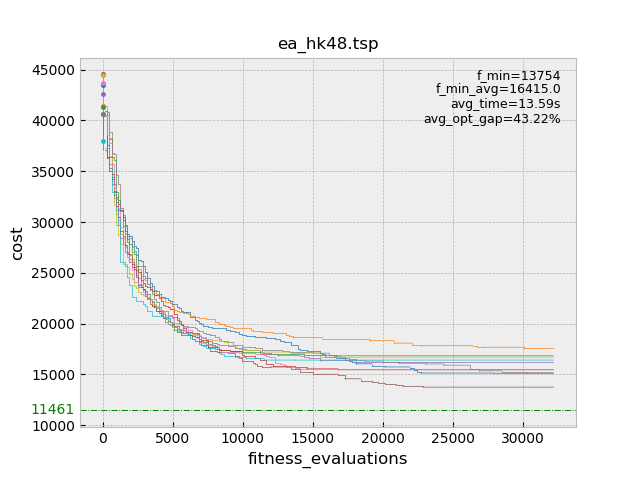 ea_hk48.tsp
f_min=13754
f_min_avg=16415.0
avg_time=13.59s
avg_opt_gap=43.22%
cost
45000
40000
35000
30000
25000
20000
15000
11461
10000
0 5000 10000 15000 20000 25000 30000
fitness_evaluations